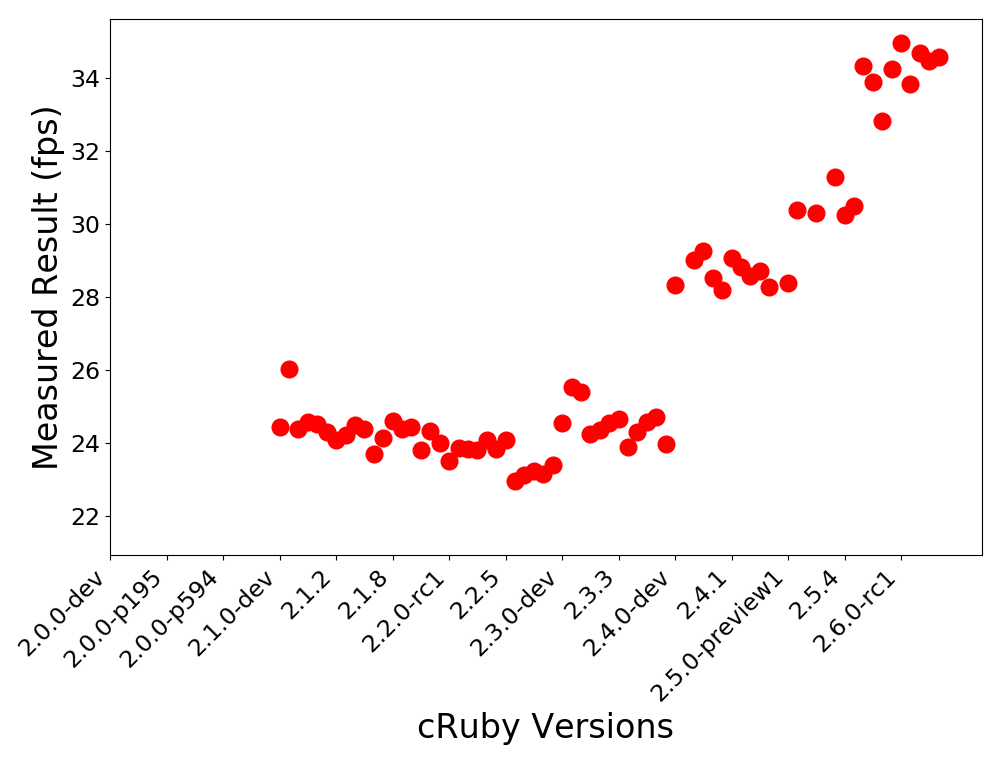 Measured Result (fps)
34
32
30
28
26
24
22
2.0.0-dev
2.0.0-p195
2.0.0-p594
2.1.0-dev
2.1.2
2.1.8
2.2.0-rc1
2.2.5
2.3.0-dev
2.3.3
2.4.0-dev
2.4.1
2.5.0-preview1
2.5.4
2.6.0-rc1
cRuby Versions